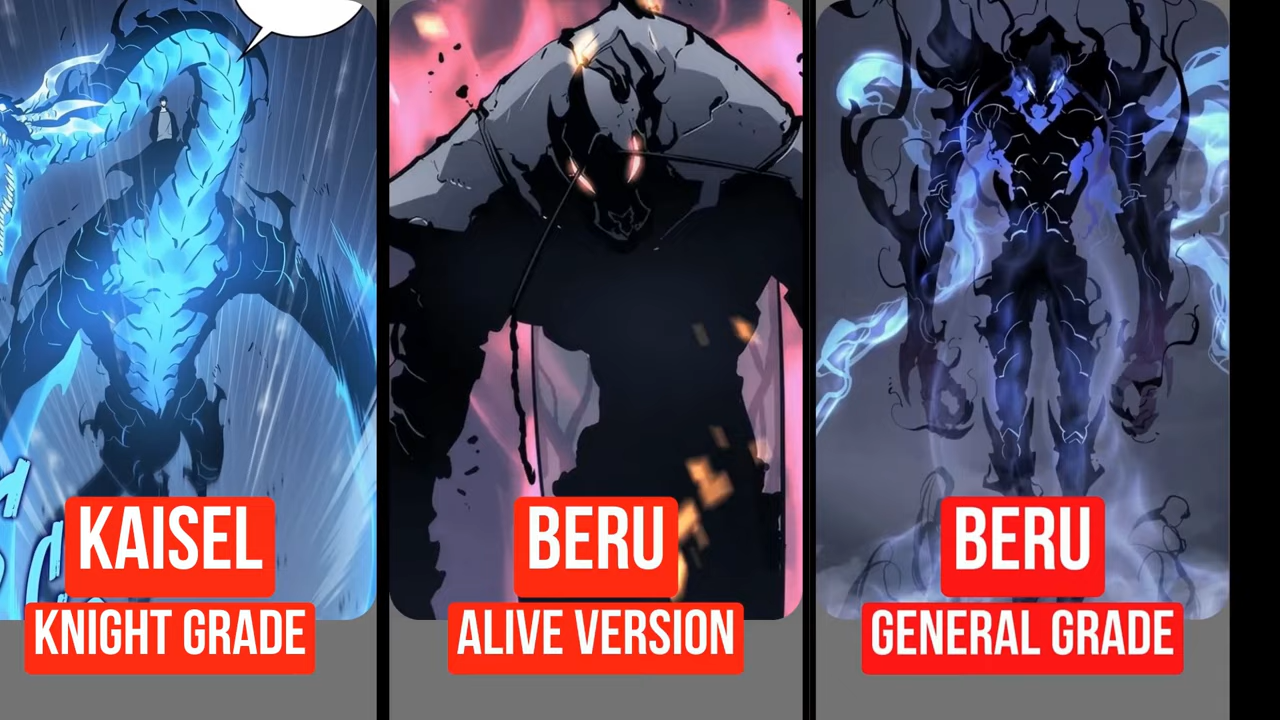 KAISEL
KNIGHT GRADE
BERU
ALIVE VERSION
BERU
GENERAL GRADE